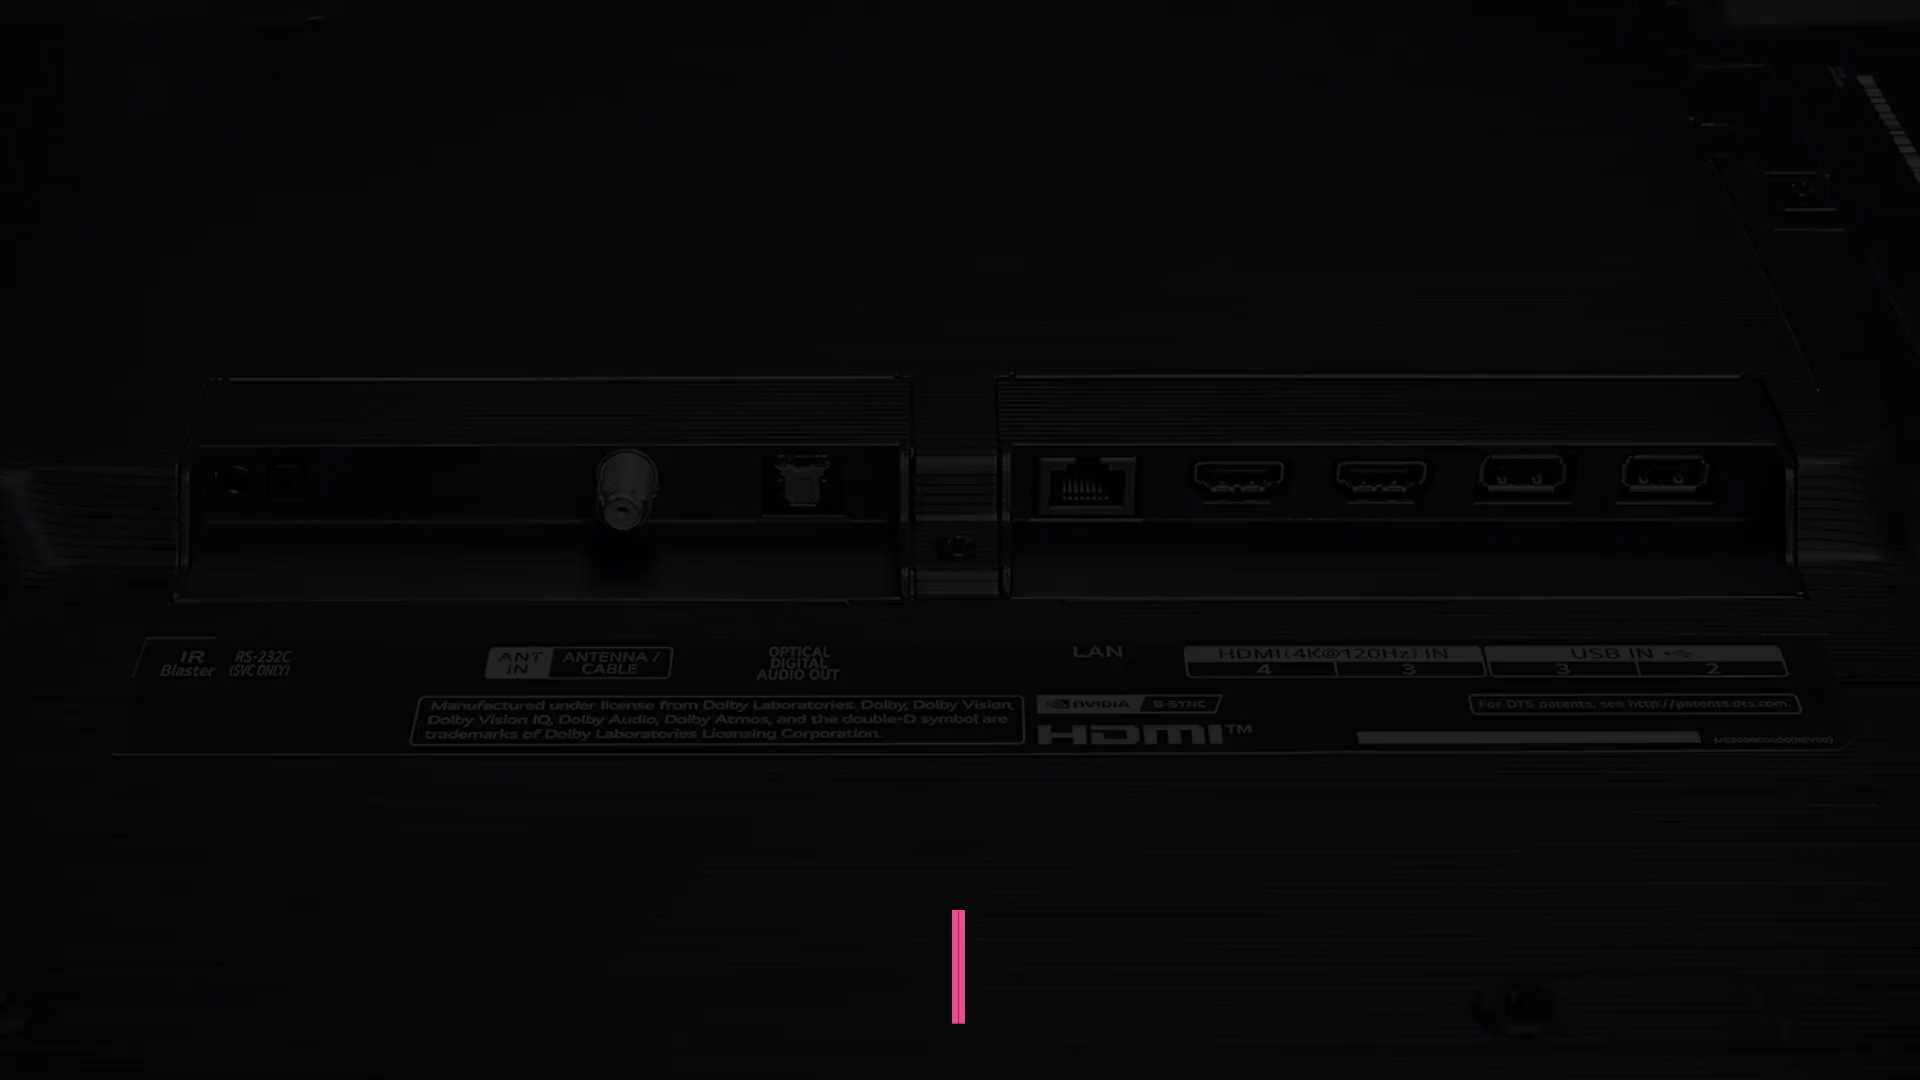 IR
Blaster
RS-232C
(SVC ONLY)
ANT
IN
ANTENNA /
CABLE
OPTICAL
DIGITAL
AUDIO OUT
LAN
HDMI(4K@120Hz) IN
4 3
USB IN
3 2
Manufactured under license from Dolby Laboratories. Dolby, Dolby Vision,
Dolby Vision IQ, Dolby Audio, Dolby Atmos, and the double-D symbol are
trademarks of Dolby Laboratories Licensing Corporation.
NVIDIA G-SYNC
HDMI™
For DTS patents, see http://patents.dts.com.